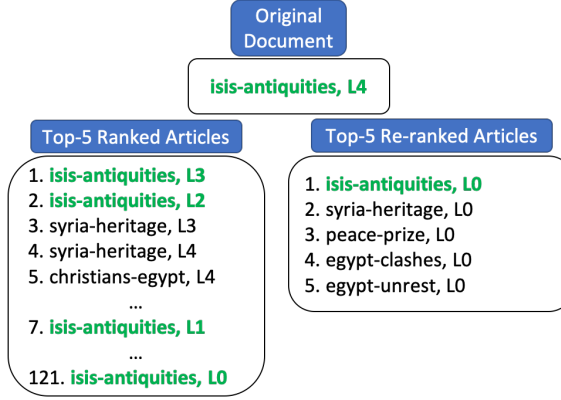 Original
Document
isis-antiquities, L4
Top-5 Ranked Articles
1. isis-antiquities, L3
2. isis-antiquities, L2
3. syria-heritage, L3
4. syria-heritage, L4
5. christians-egypt, L4
...
7. isis-antiquities, L1
...
121. isis-antiquities, L0
Top-5 Re-ranked Articles
1. isis-antiquities, L0
2. syria-heritage, L0
3. peace-prize, L0
4. egypt-clashes, L0
5. egypt-unrest, L0